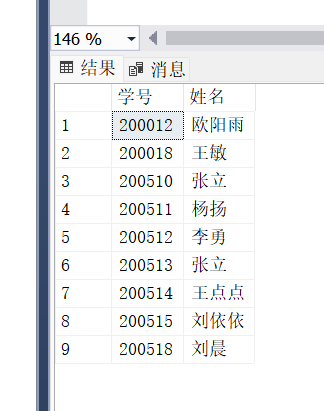 146 %
结果 消息
学号 姓名
1 200012 欧阳雨
2 200018 王敏
3 200510 张立
4 200511 杨扬
5 200512 李勇
6 200513 张立
7 200514 王点点
8 200515 刘依依
9 200518 刘晨